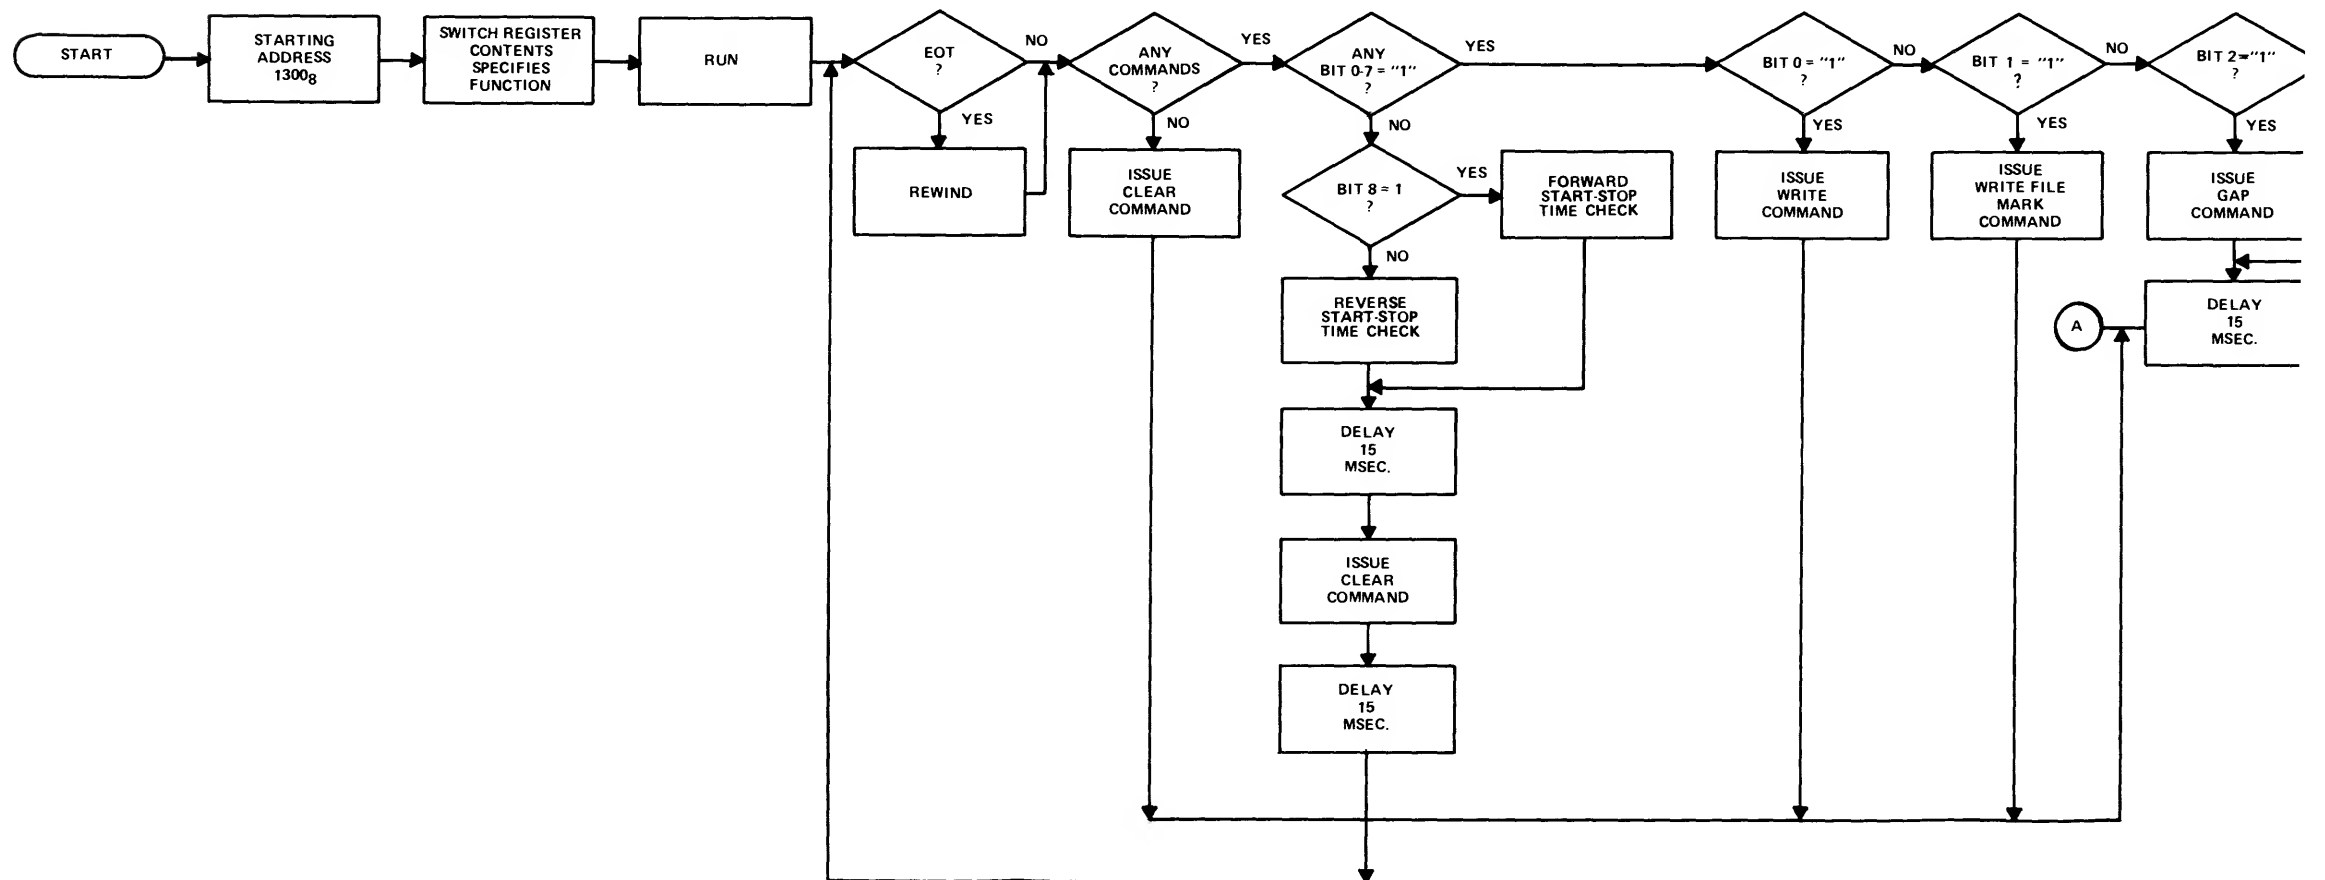 START
STARTING
ADDRESS
1300₈
SWITCH REGISTER
CONTENTS
SPECIFIES
FUNCTION
RUN
EOT
?
NO
YES
REWIND
ANY
COMMANDS
?
YES
NO
ISSUE
CLEAR
COMMAND
ANY
BIT 0-7 = "1"
?
YES
NO
BIT 8 = 1
?
YES
NO
FORWARD
START-STOP
TIME CHECK
REVERSE
START-STOP
TIME CHECK
DELAY
15
MSEC.
ISSUE
CLEAR
COMMAND
DELAY
15
MSEC.
BIT 0 = "1"
?
NO
YES
ISSUE
WRITE
COMMAND
BIT 1 = "1"
?
NO
YES
ISSUE
WRITE FILE
MARK
COMMAND
BIT 2="1"
?
YES
ISSUE
GAP
COMMAND
DELAY
15
MSEC.
A